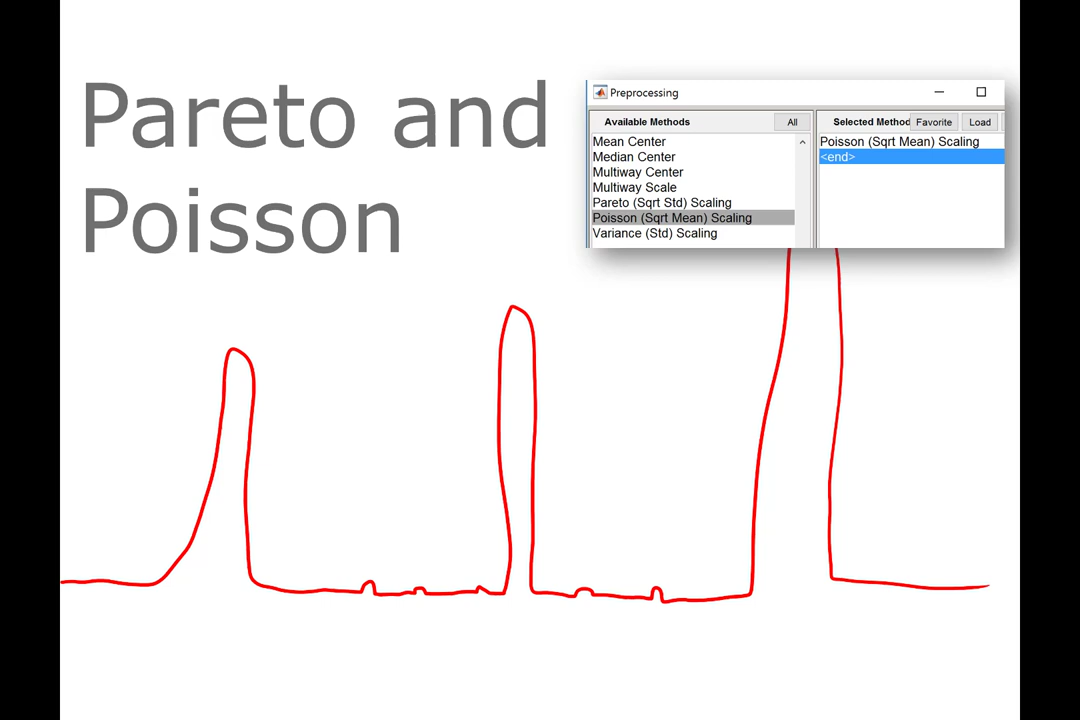 Pareto and
Poisson
Preprocessing
Available Methods
All
Mean Center
Median Center
Multiway Center
Multiway Scale
Pareto (Sqrt Std) Scaling
Poisson (Sqrt Mean) Scaling
Variance (Std) Scaling
Selected Method Favorite Load
Poisson (Sqrt Mean) Scaling
<end>